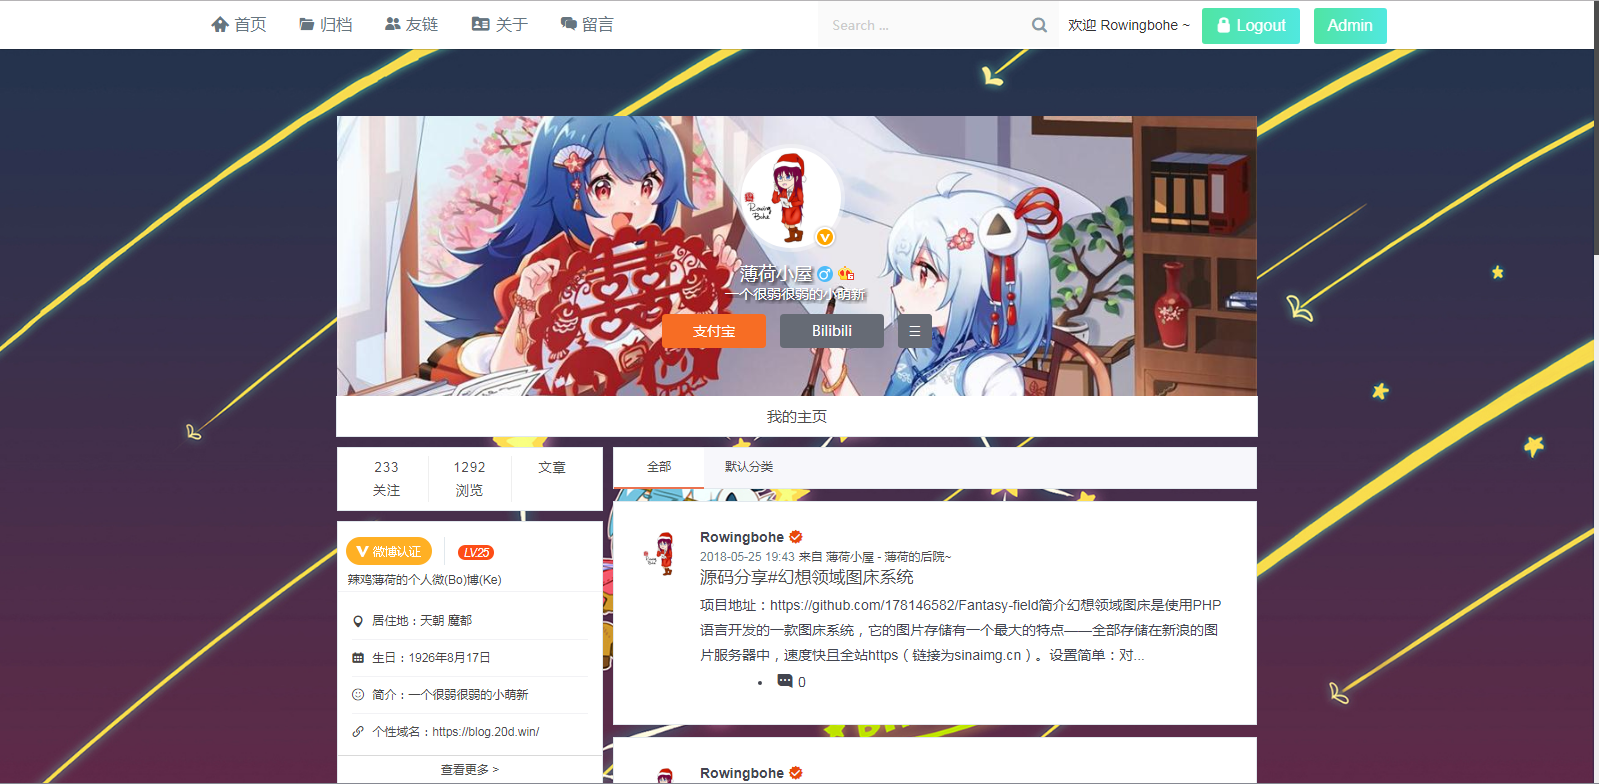 首页 归档 友链 关于 留言 Search ... 欢迎 Rowingbohe ~ Logout Admin
Rowing
Bohe
薄荷小屋
一个很弱很弱的小萌新
支付宝 Bilibili
我的主页
233 1292 文章
关注 浏览
全部 默认分类
微博认证 LV25
辣鸡薄荷的个人微(Bo)博(Ke)
居住地：天朝 魔都
生日：1926年8月17日
简介：一个很弱很弱的小萌新
个性域名：https://blog.20d.win/
查看更多 >
Rowingbohe
2018-05-25 19:43 来自 薄荷小屋 - 薄荷的后院~
源码分享#幻想领域图床系统
项目地址：https://github.com/178146582/Fantasy-field简介幻想领域图床是使用PHP
语言开发的一款图床系统，它的图片存储有一个最大的特点——全部存储在新浪的图
片服务器中，速度快且全站https（链接为sinaimg.cn）。设置简单：对...
0
Rowingbohe